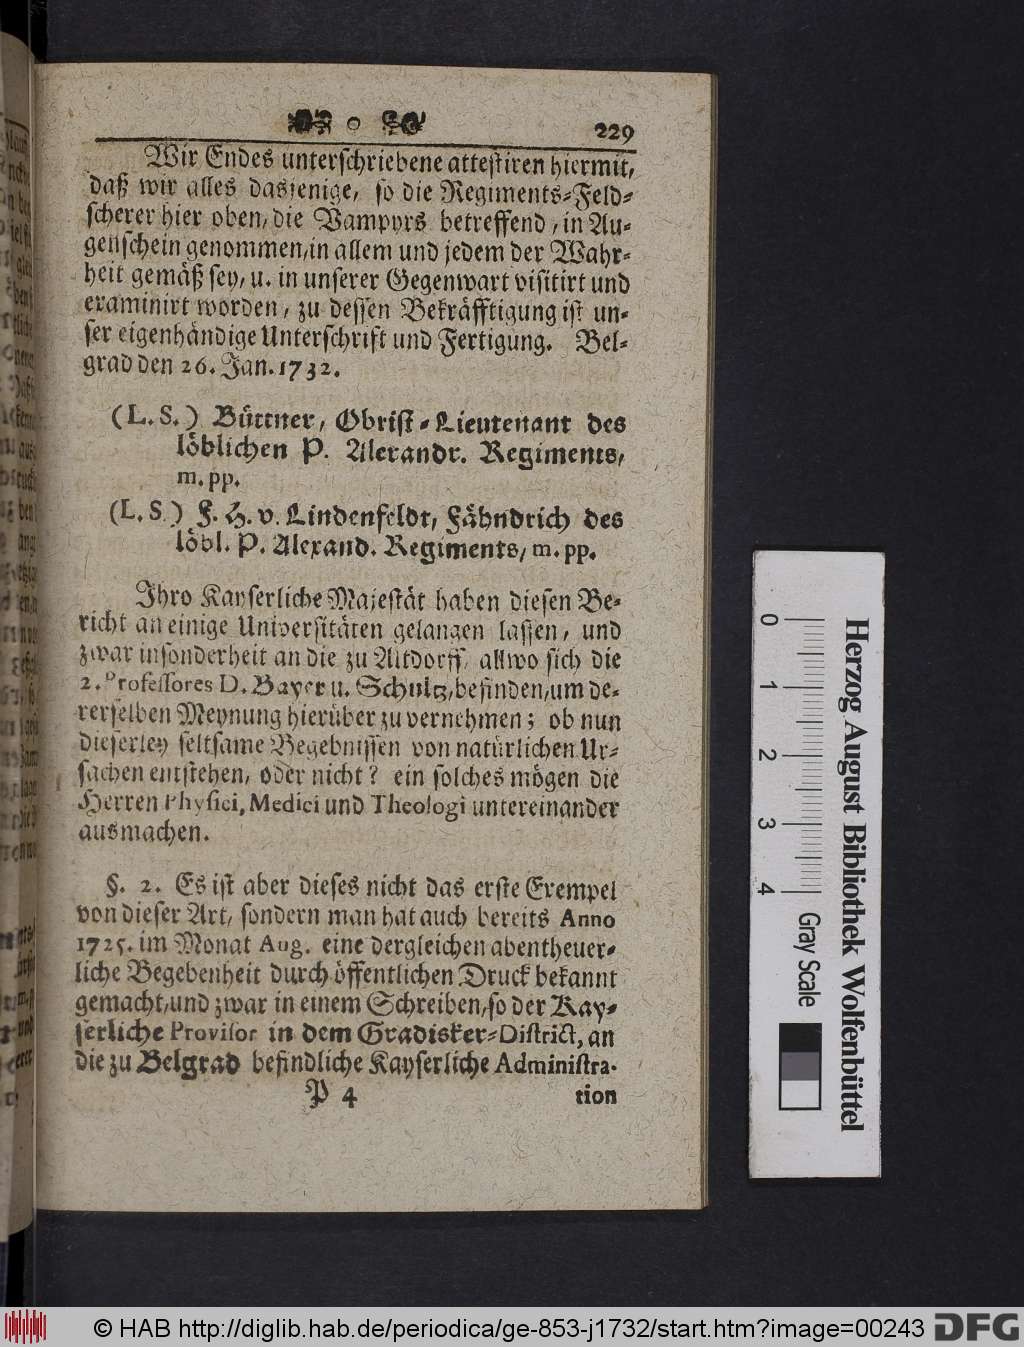 229
Wir Endes unterschriebene attestiren hiermit,
daß wir alles dasjenige, so die Regiments-Feld-
scherer hier oben, die Vampyrs betreffend, in Au-
genschein genommen, in allem und jedem der Wahr-
heit gemäß sey, u. in unserer Gegenwart visitirt und
examinirt worden, zu dessen Bekräfftigung ist un-
ser eigenhändige Unterschrift und Fertigung. Bel-
grad den 26. Jan. 1732.
(L. S.) Büttner, Obrist-Lieutenant des
löblichen P. Alexandr. Regiments,
m. pp.
(L. S.) F. H. v. Lindenfeldt, Fähndrich des
löbl. P. Alexand. Regiments, m. pp.
Ihro Kayserliche Majestät haben diesen Be-
richt an einige Universitäten gelangen lassen, und
zwar insonderheit an die zu Altdorff, allwo sich die
2. Professores D. Bayer u. Schultz, befinden, um de-
rerselben Meynung hierüber zu vernehmen; ob nun
dieserley seltsame Begebnissen von natürlichen Ur-
sachen entstehen, oder nicht? ein solches mögen die
Herren Physici, Medici und Theologi untereinander
ausmachen.
§. 2. Es ist aber dieses nicht das erste Exempel
von dieser Art, sondern man hat auch bereits Anno
1725. im Monat Aug. eine dergleichen abentheuer-
liche Begebenheit durch öffentlichen Druck bekannt
gemacht, und zwar in einem Schreiben, so der Kay-
serliche Provisor in dem Gradisker-District, an
die zu Belgrad befindliche Kayserliche Administra-
P 4 tion
Herzog August Bibliothek Wolfenbüttel
0 1 2 3 4 Gray Scale
© HAB http://diglib.hab.de/periodica/ge-853-j1732/start.htm?image=00243 DFG